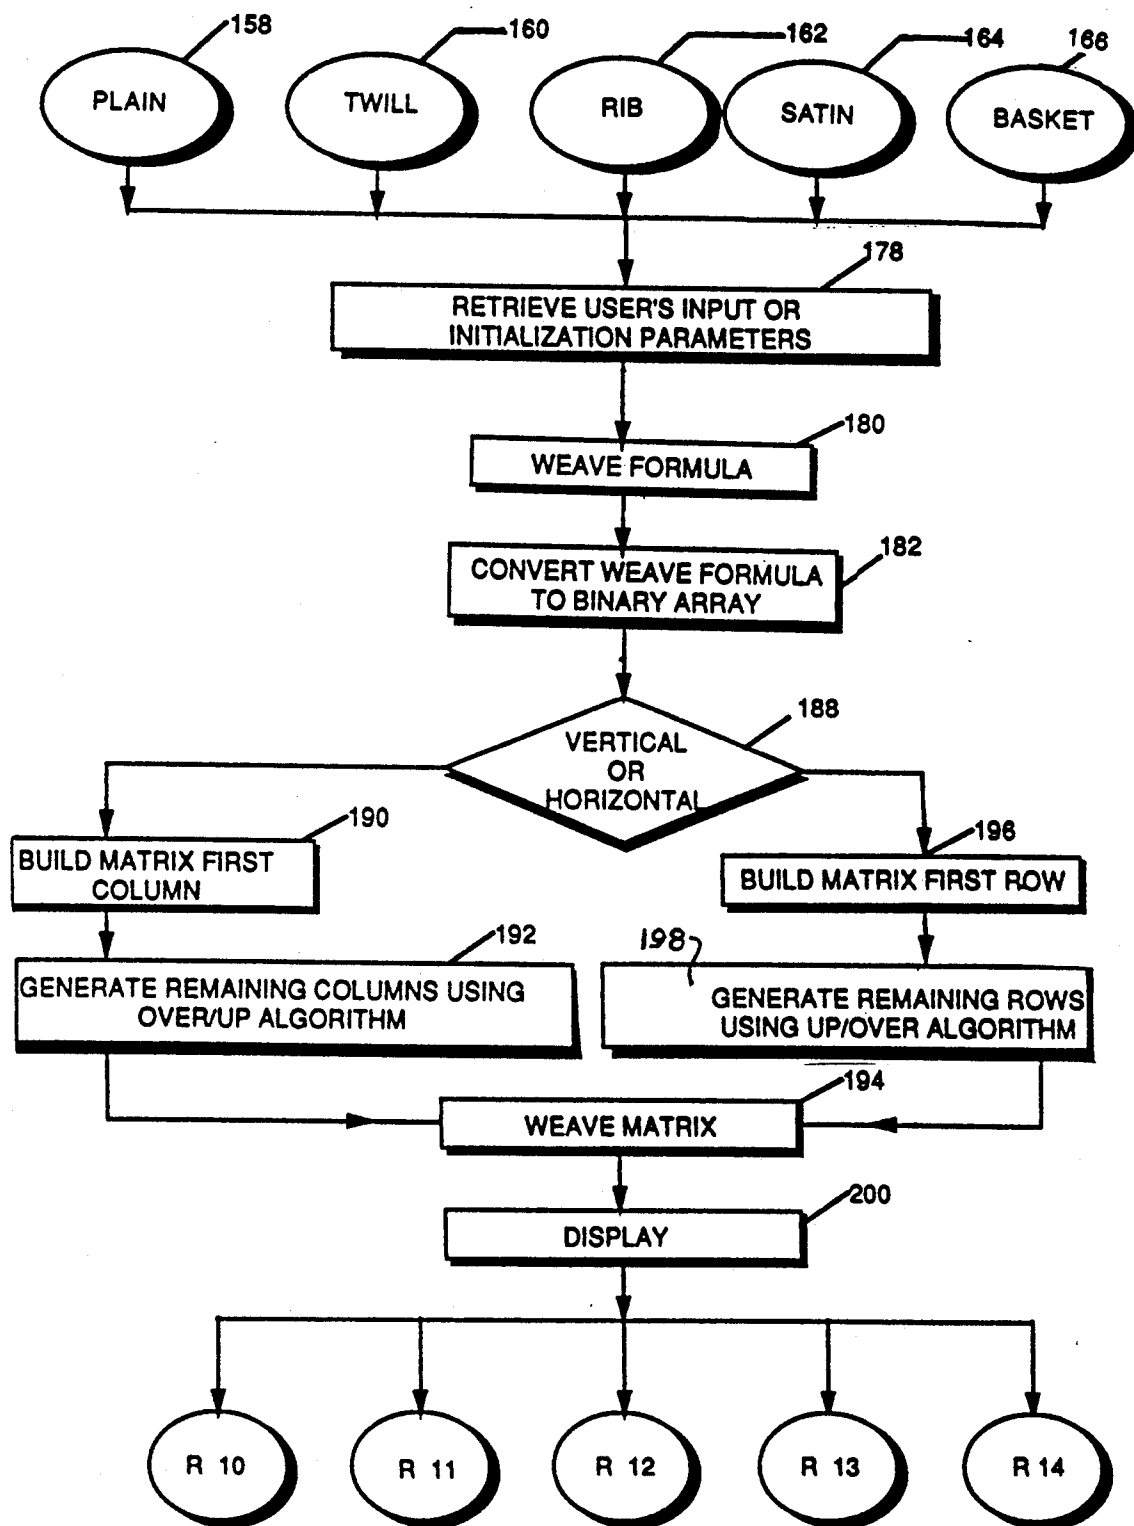 158
160
162
164
166
PLAIN
TWILL
RIB
SATIN
BASKET
178
RETRIEVE USER'S INPUT OR
INITIALIZATION PARAMETERS
180
WEAVE FORMULA
182
CONVERT WEAVE FORMULA
TO BINARY ARRAY
188
VERTICAL
OR
HORIZONTAL
190
BUILD MATRIX FIRST
COLUMN
196
BUILD MATRIX FIRST ROW
192
GENERATE REMAINING COLUMNS USING
OVER/UP ALGORITHM
198
GENERATE REMAINING ROWS
USING UP/OVER ALGORITHM
194
WEAVE MATRIX
200
DISPLAY
R 10
R 11
R 12
R 13
R 14